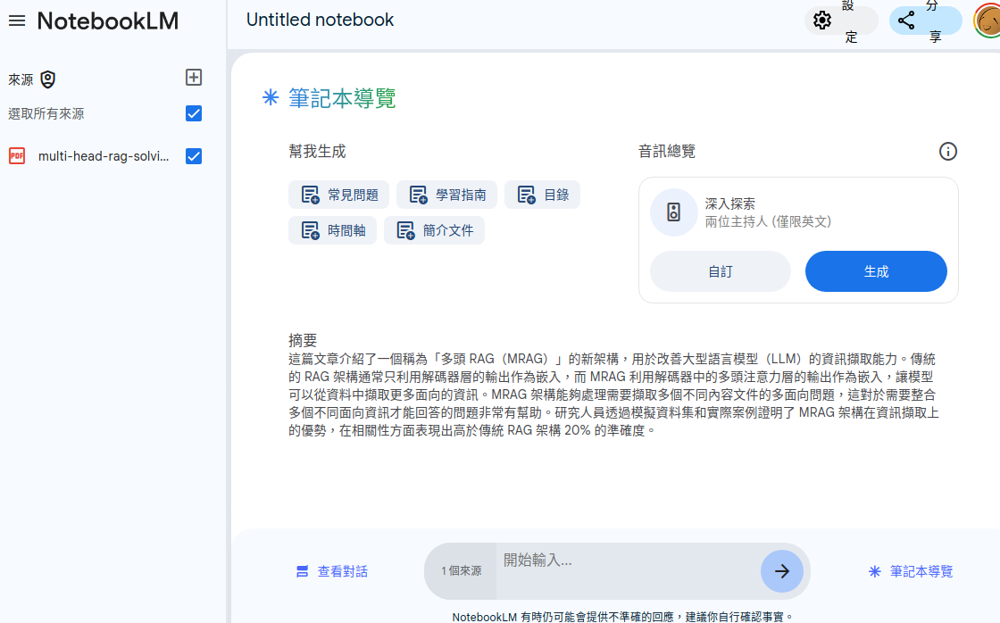 NotebookLM
Untitled notebook
設定
分享
來源
選取所有來源
PDF multi-head-rag-solvi...
筆記本導覽
幫我生成
常見問題 學習指南 目錄
時間軸 簡介文件
音訊總覽
深入探索
兩位主持人 (僅限英文)
自訂 生成
摘要
這篇文章介紹了一個稱為「多頭 RAG（MRAG）」的新架構，用於改善大型語言模型（LLM）的資訊擷取能力。傳統
的 RAG 架構通常只利用解碼器層的輸出作為嵌入，而 MRAG 利用解碼器中的多頭注意力層的輸出作為嵌入，讓模型
可以從資料中擷取更多面向的資訊。MRAG 架構能夠處理需要擷取多個不同內容文件的多面向問題，這對於需要整合
多個不同面向資訊才能回答的問題非常有幫助。研究人員透過模擬資料集和實際案例證明了 MRAG 架構在資訊擷取上
的優勢，在相關性方面表現出高於傳統 RAG 架構 20% 的準確度。
查看對話
1 個來源
開始輸入...
筆記本導覽
NotebookLM 有時仍可能會提供不準確的回應，建議你自行確認事實。